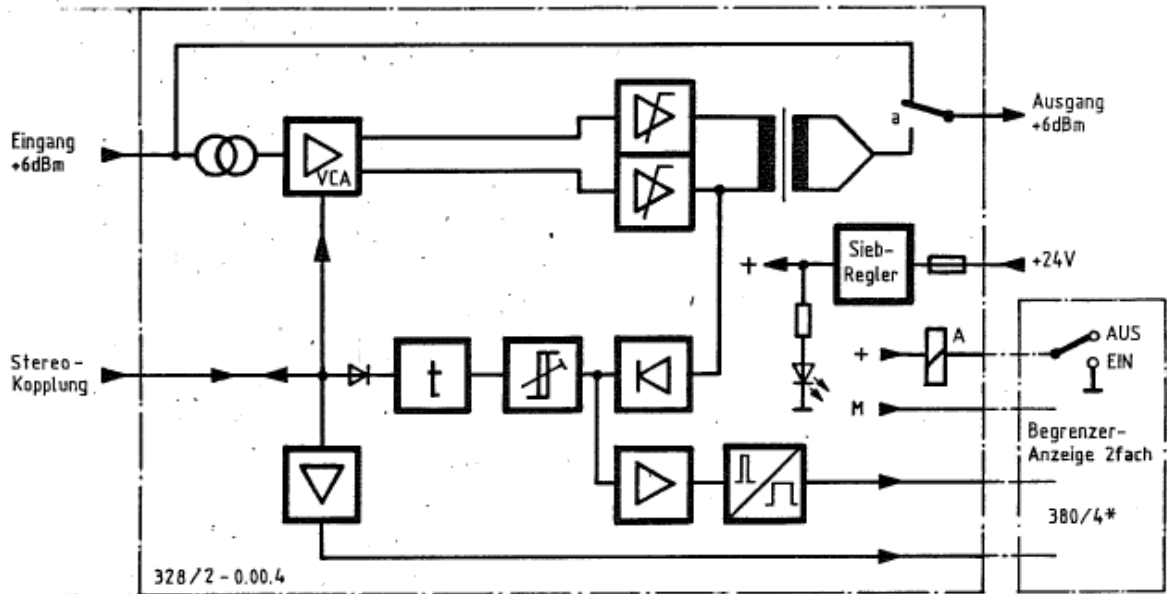 Eingang
+6dBm
VCA
a
Ausgang
+6dBm
+
Sieb-
Regler
+24V
Stereo-
Kopplung
t
+
A
AUS
EIN
M
Begrenzer-
Anzeige 2fach
380/4*
328/2-0.00.4